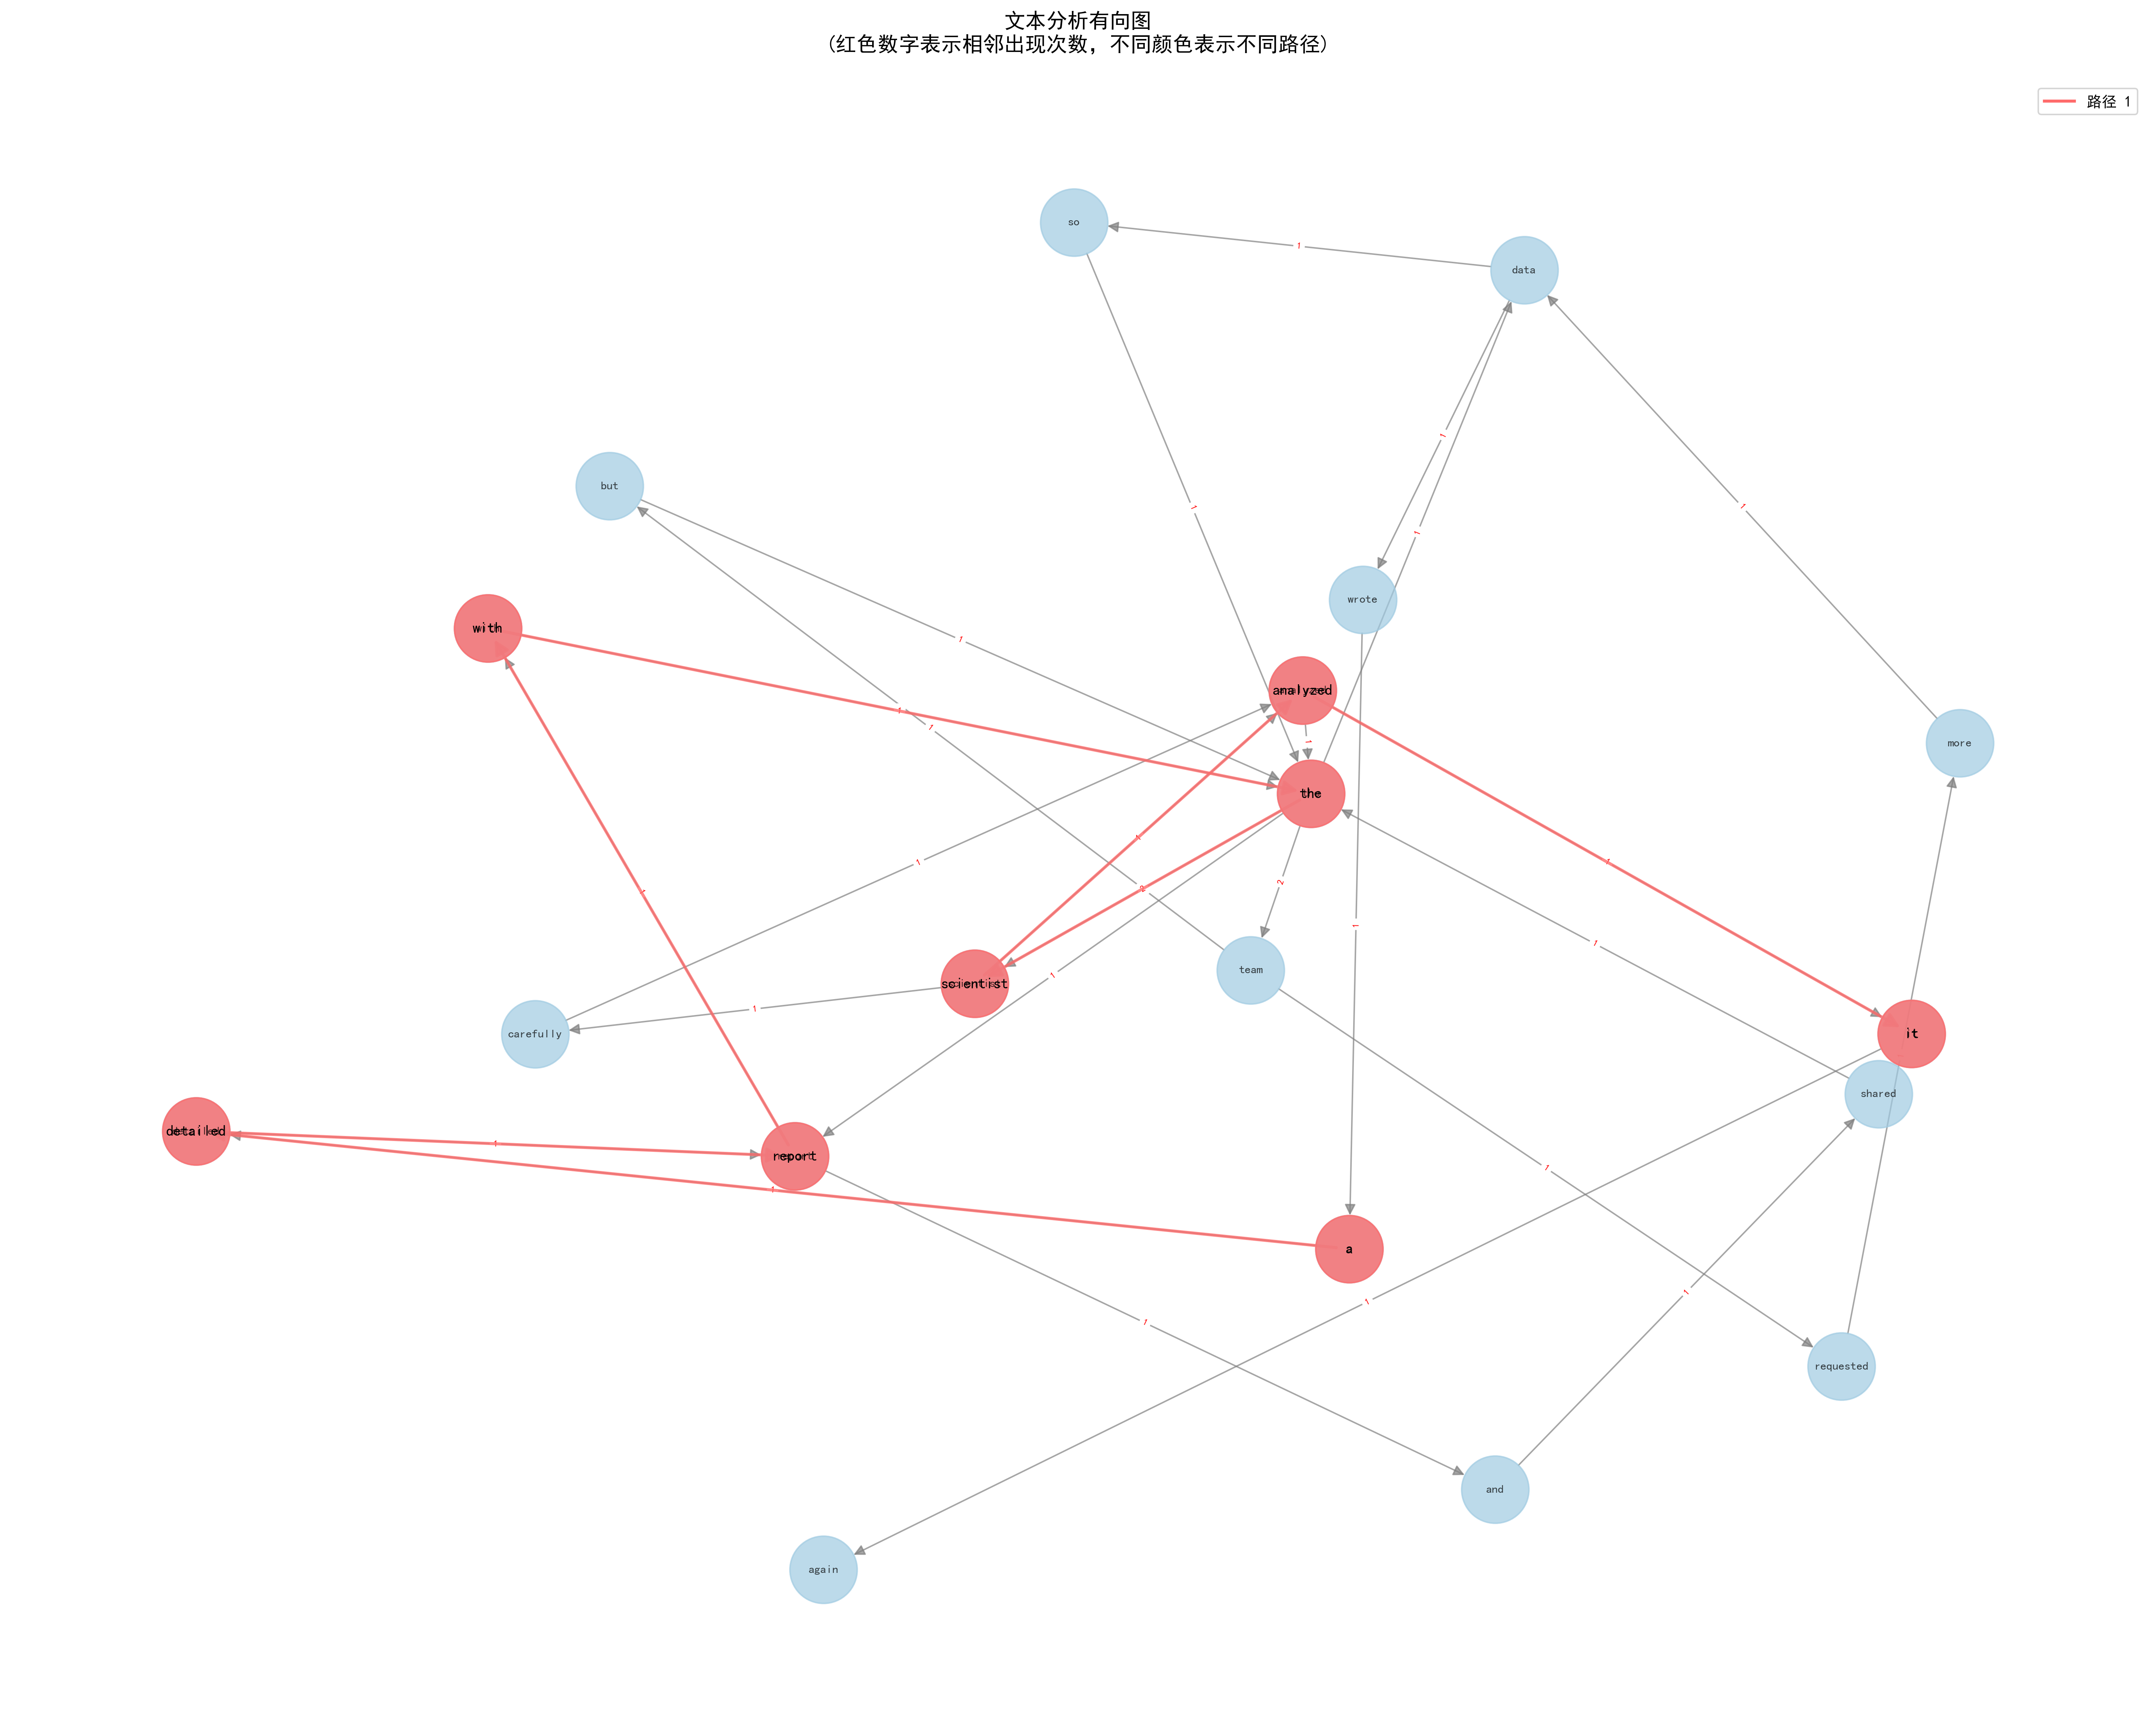 文本分析有向图
(红色数字表示相邻出现次数，不同颜色表示不同路径)
路径 1
so
1
data
1
but
1
1
1
wrote
with
1
analyzed
1
1
1
more
the
1
1
1
2
1
1
team
1
scientist
1
1
1
carefully
it
shared
detailed
1
report
1
1
a
1
1
1
requested
and
again